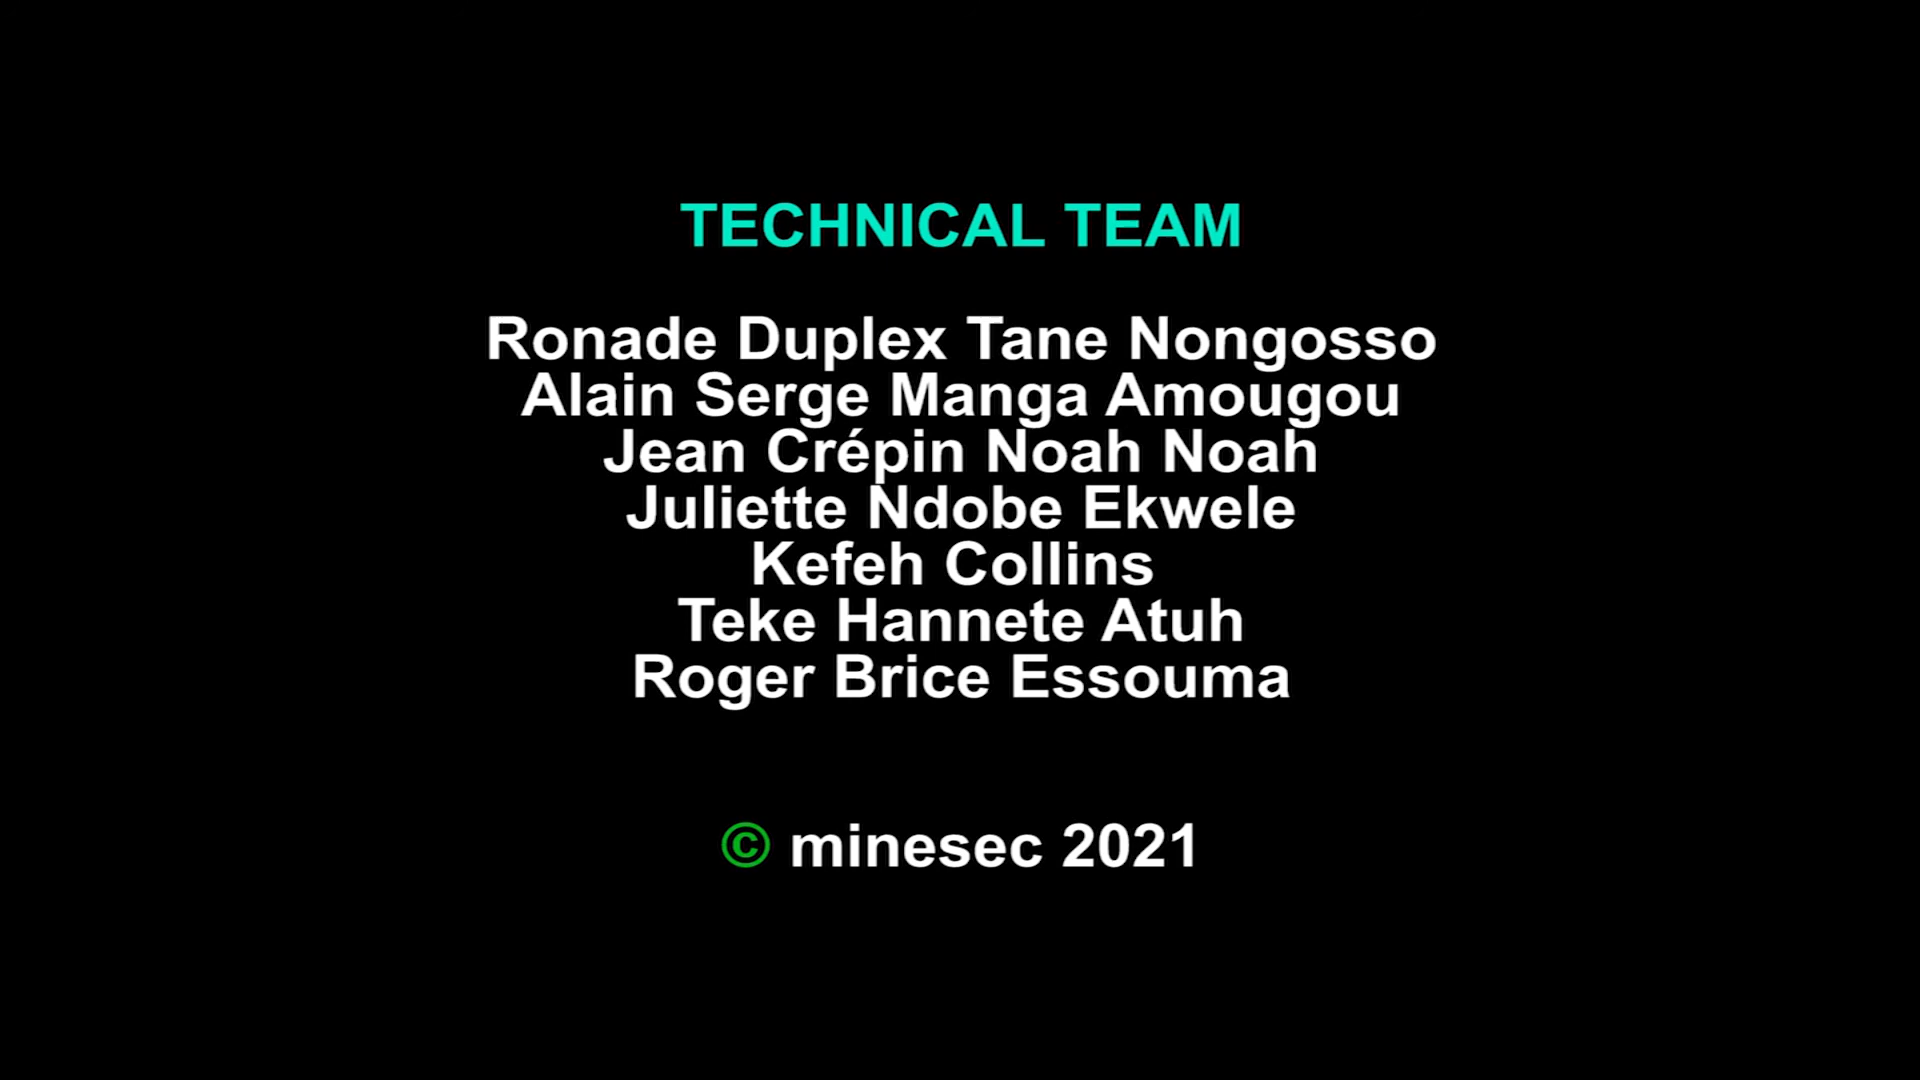 TECHNICAL TEAM
Ronade Duplex Tane Nongosso
Alain Serge Manga Amougou
Jean Crépin Noah Noah
Juliette Ndobe Ekwele
Kefeh Collins
Teke Hannete Atuh
Roger Brice Essouma
© minesec 2021